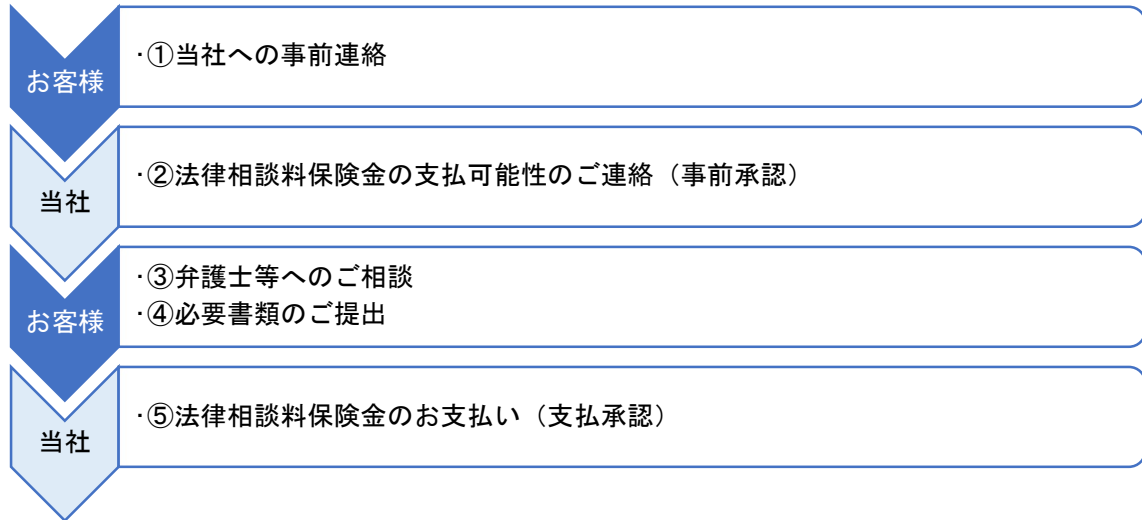 お客様
·①当社への事前連絡
当社
·②法律相談料保険金の支払可能性のご連絡（事前承認）
お客様
·③弁護士等へのご相談
·④必要書類のご提出
当社
·⑤法律相談料保険金のお支払い（支払承認）